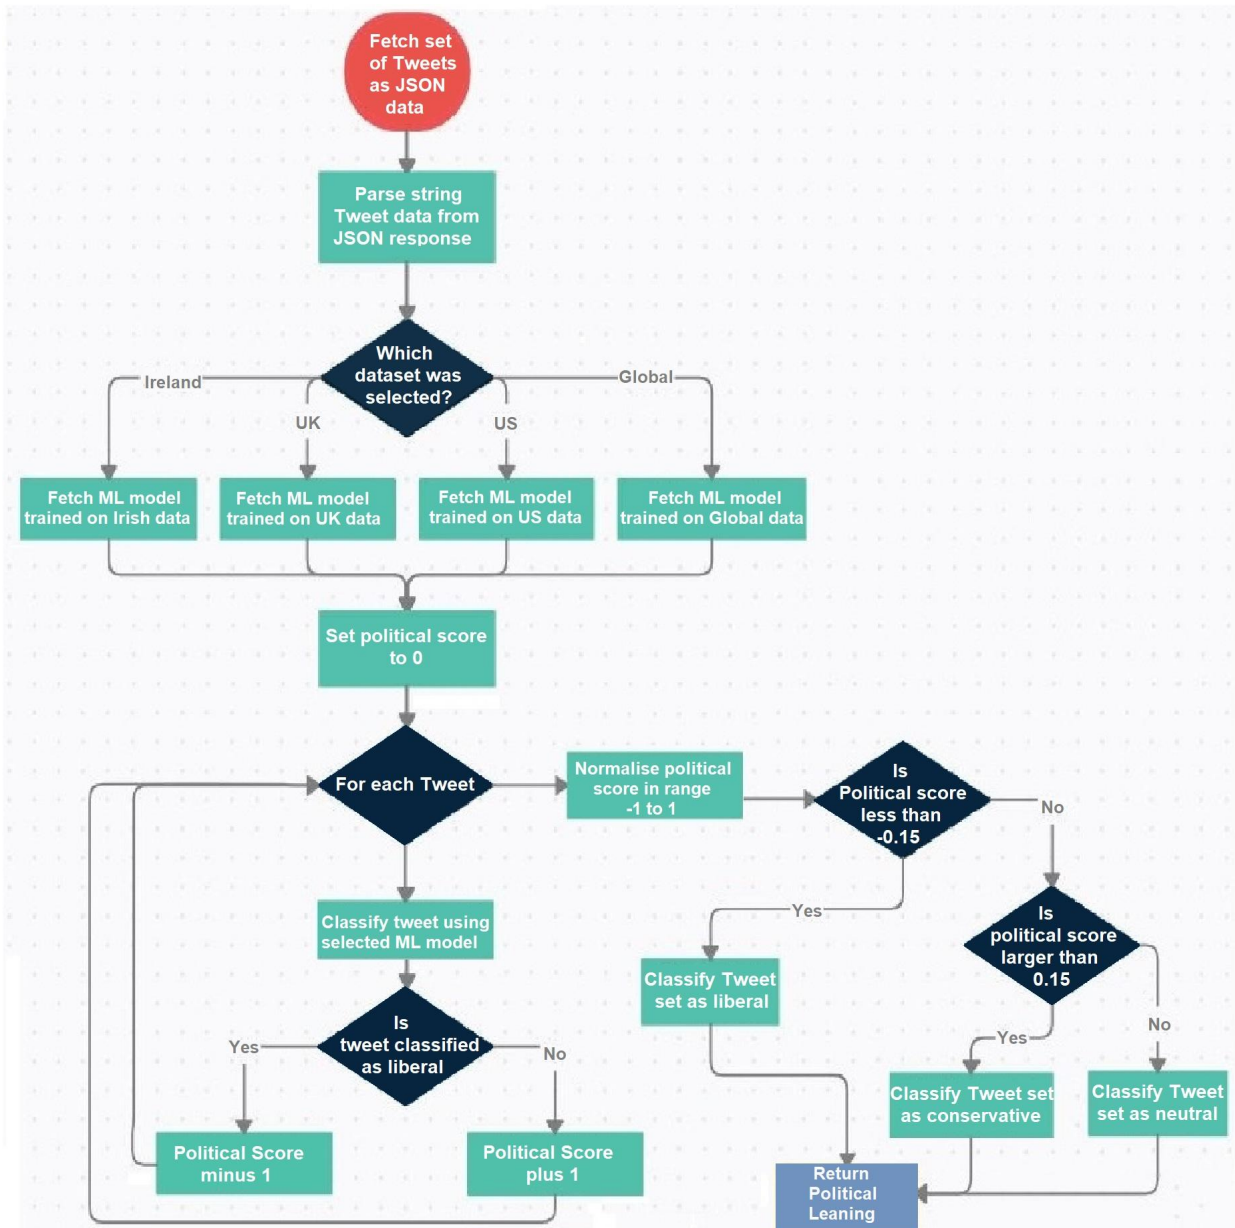 Fetch set
of Tweets
as JSON
data
Parse string
Tweet data from
JSON response
Which
dataset was
selected?
Ireland
UK
US
Global
Fetch ML model
trained on Irish data
Fetch ML model
trained on UK data
Fetch ML model
trained on US data
Fetch ML model
trained on Global data
Set political score
to 0
For each Tweet
Normalise political
score in range
-1 to 1
Is
Political score
less than
-0.15
No
Yes
Is
political score
larger than
0.15
Classify tweet using
selected ML model
Classify Tweet
set as liberal
Is
tweet classified
as liberal
Yes
No
Yes
No
Political Score
minus 1
Political Score
plus 1
Classify Tweet set
as conservative
Classify Tweet
set as neutral
Return
Political
Leaning